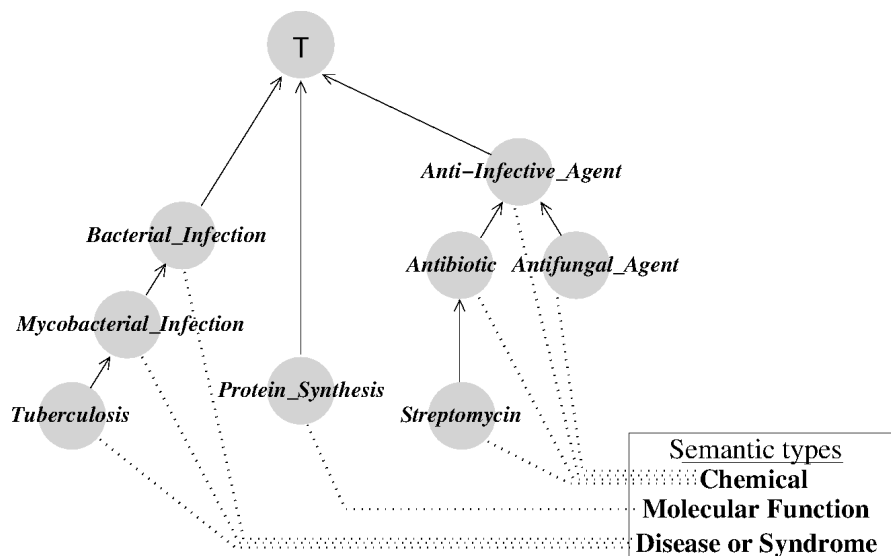 T
Anti−Infective_Agent
Bacterial_Infection
Antibiotic
Antifungal_Agent
Mycobacterial_Infection
Protein_Synthesis
Tuberculosis
Streptomycin
Semantic types
Chemical
Molecular Function
Disease or Syndrome